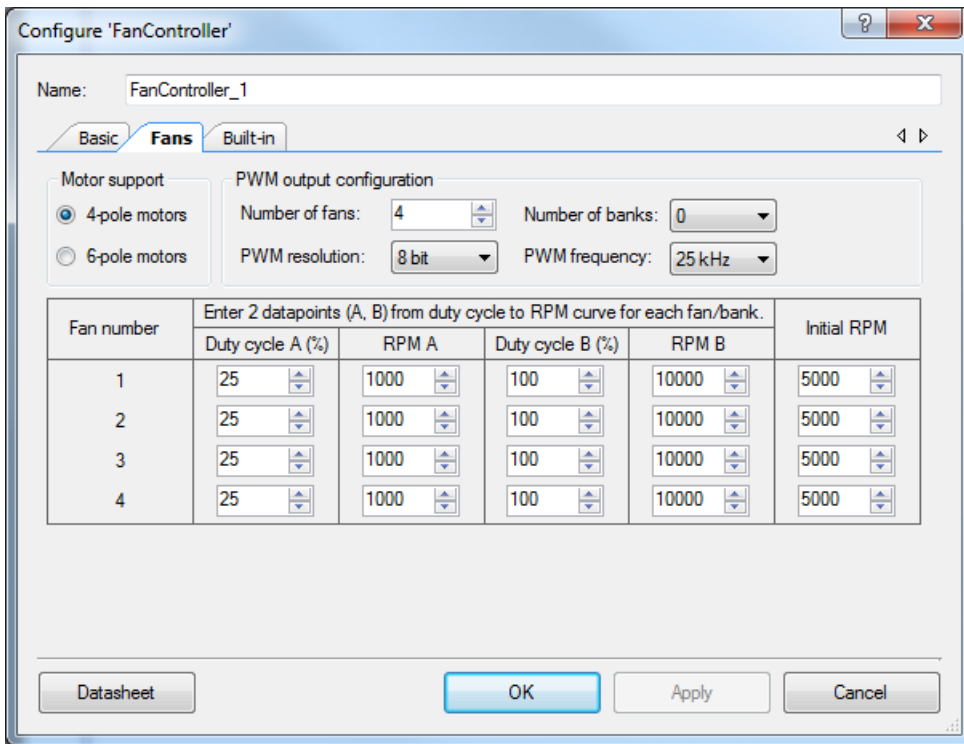 Configure 'FanController'
?
X
Name: FanController_1
Basic Fans Built-in
Motor support
4-pole motors
6-pole motors
PWM output configuration
Number of fans: 4 Number of banks: 0
PWM resolution: 8 bit PWM frequency: 25 kHz
Fan number Enter 2 datapoints (A, B) from duty cycle to RPM curve for each fan/bank. Initial RPM
Duty cycle A (%) RPM A Duty cycle B (%) RPM B
1 25 1000 100 10000 5000
2 25 1000 100 10000 5000
3 25 1000 100 10000 5000
4 25 1000 100 10000 5000
Datasheet OK Apply Cancel